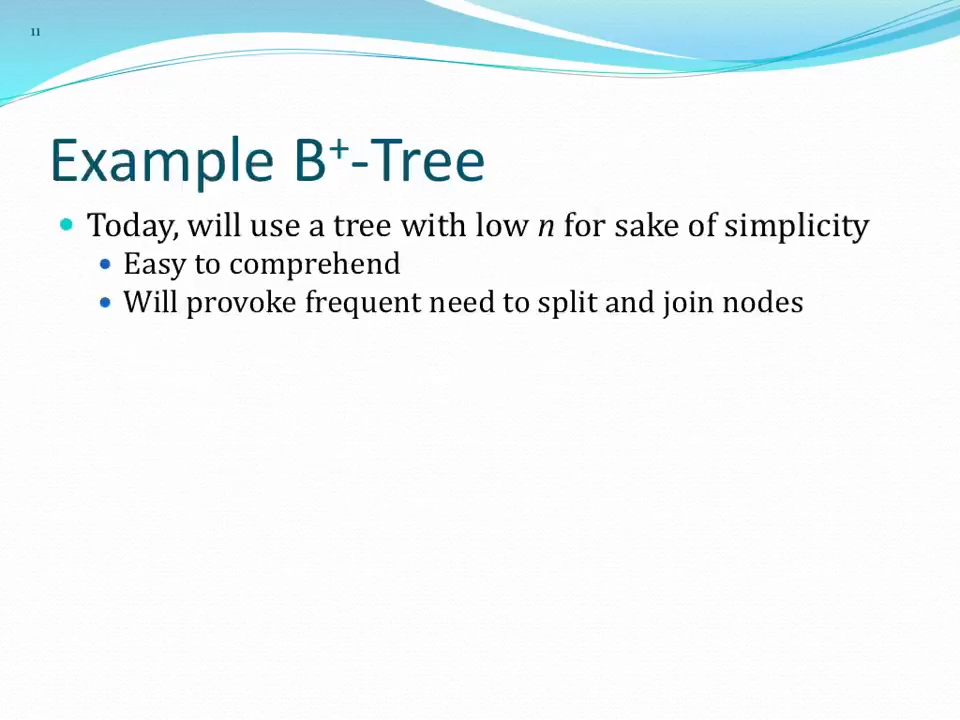 11
Example B⁺-Tree
• Today, will use a tree with low n for sake of simplicity
• Easy to comprehend
• Will provoke frequent need to split and join nodes